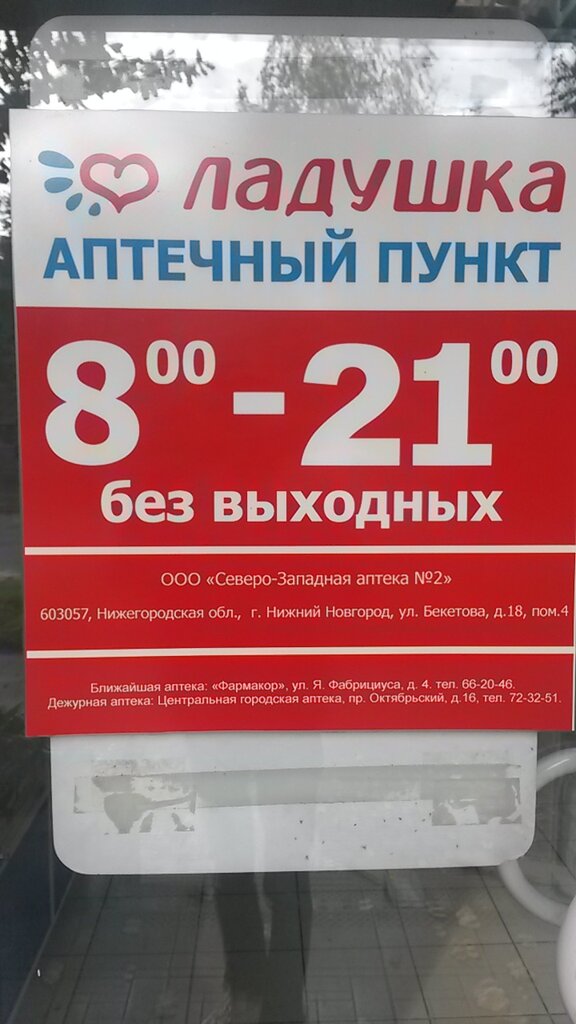 ладушка
АПТЕЧНЫЙ ПУНКТ
8⁰⁰ - 21⁰⁰
без выходных
ООО «Северо-Западная аптека №2»
603057, Нижегородская обл., г. Нижний Новгород, ул. Бекетова, д.18, пом.4
Ближайшая аптека: «Фармакор», ул. Я. Фабрициуса, д. 4. тел. 66-20-46.
Дежурная аптека: Центральная городская аптека, пр. Октябрьский, д.16, тел. 72-32-51.